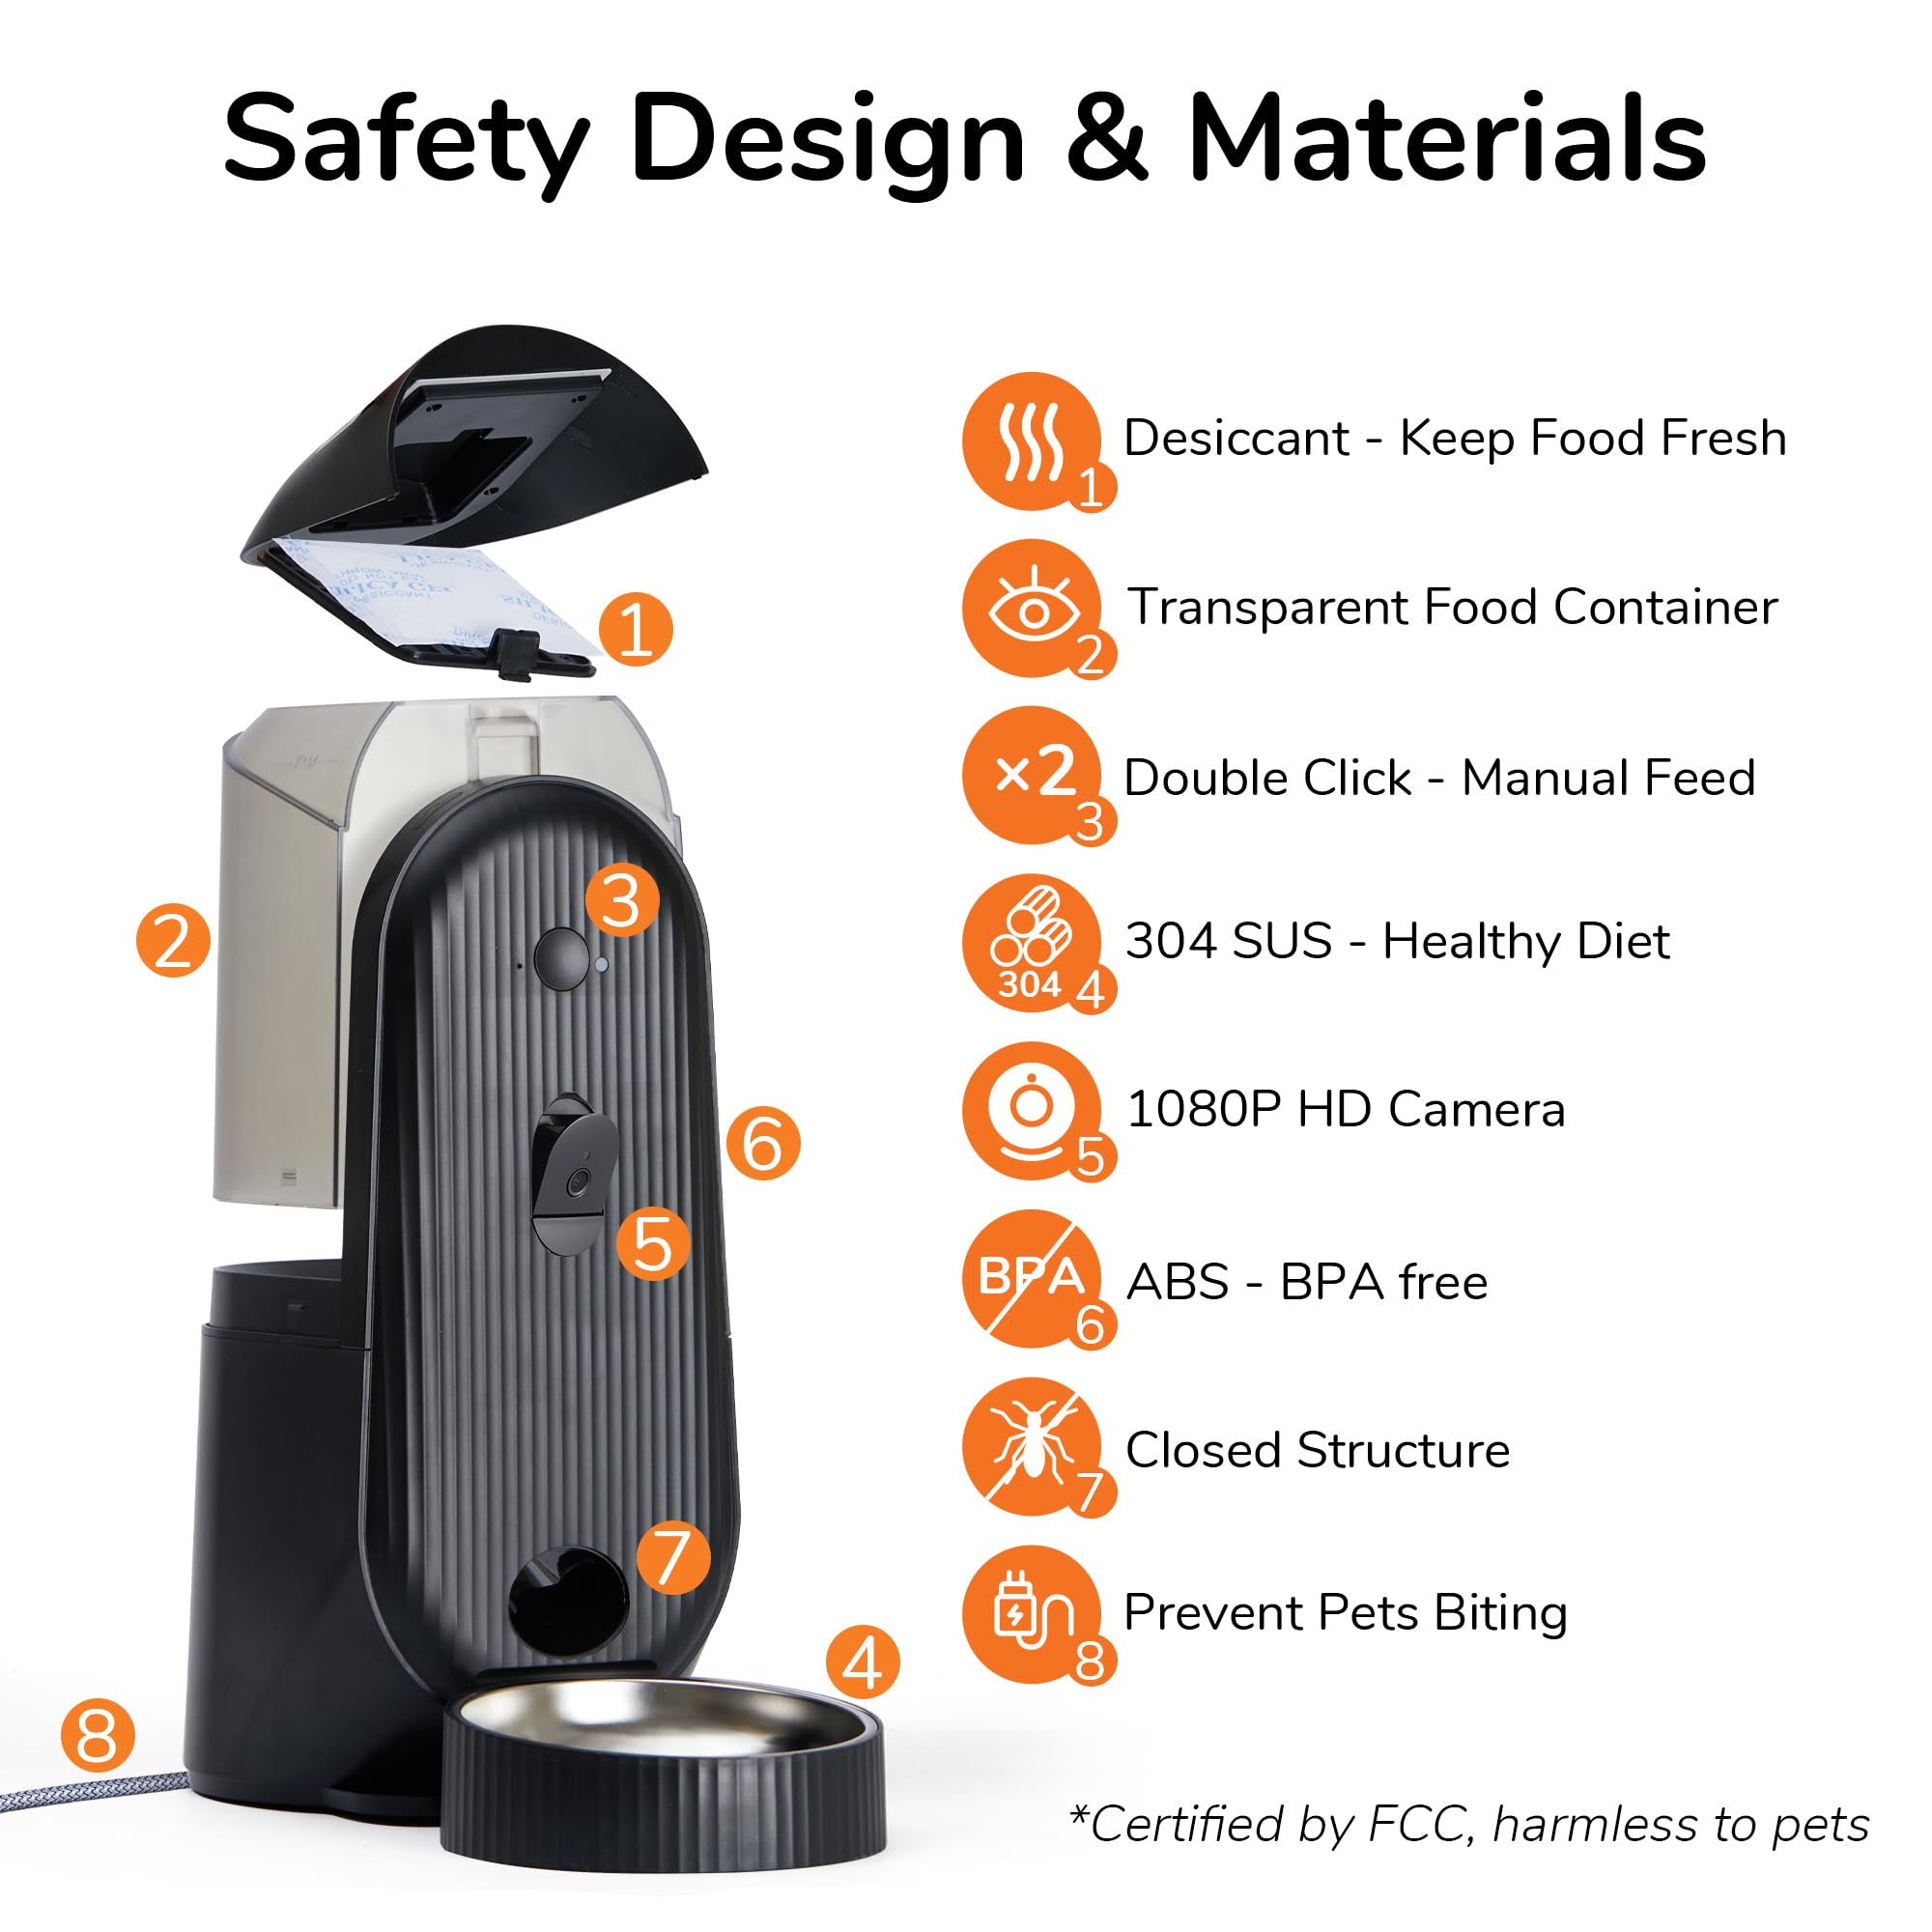 Safety Design & Materials
1
2
3
4
5
6
7
8
1 Desiccant - Keep Food Fresh
2 Transparent Food Container
×2 3 Double Click - Manual Feed
304 4 304 SUS - Healthy Diet
5 1080P HD Camera
BPA 6 ABS - BPA free
7 Closed Structure
8 Prevent Pets Biting
*Certified by FCC, harmless to pets